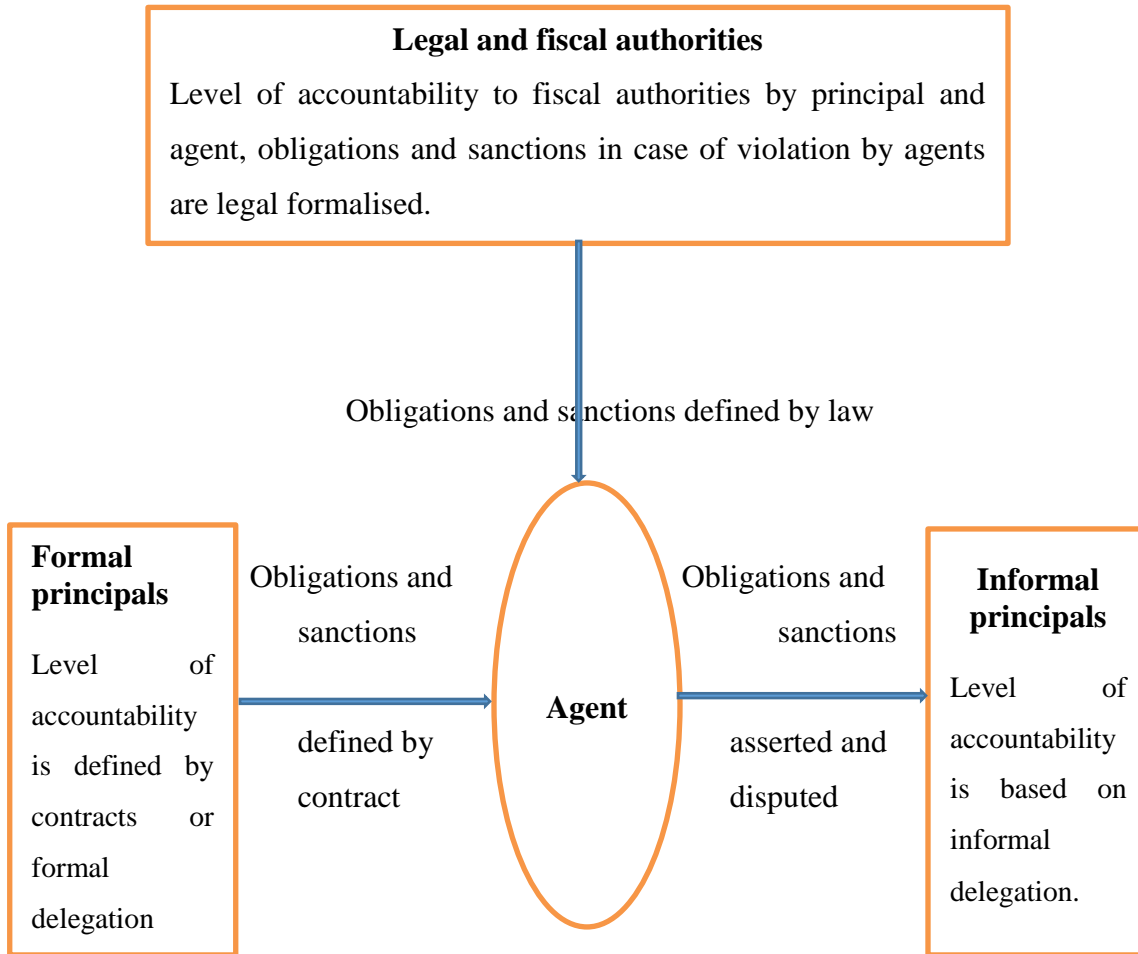 Legal and fiscal authorities
Level of accountability to fiscal authorities by principal and
agent, obligations and sanctions in case of violation by agents
are legal formalised.
Obligations and sanctions defined by law
Formal
principals
Level of
accountability
is defined by
contracts or
formal
delegation
Obligations and
sanctions
defined by
contract
Agent
Obligations and
sanctions
asserted and
disputed
Informal
principals
Level of
accountability
is based on
informal
delegation.